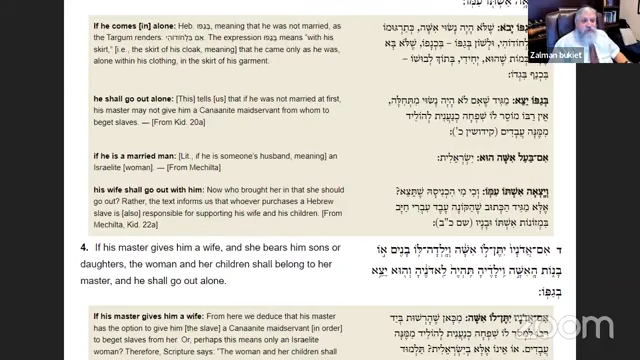 if he comes [in] alone: Heb. בְּגַפּוֹ, meaning that he was not married, as
the Targum renders: אִם בִּלְחוֹדוֹהִי. The expression בְּגַפּוֹ means “with his
skirt,” [i.e., the skirt of his cloak, meaning] that he came only as he was,
alone within his clothing, in the skirt of his garment.
he shall go out alone: [This] tells [us] that if he was not married at first,
his master may not give him a Canaanite maidservant from whom to
beget slaves. — [From Kid. 20a]
if he is a married man: [Lit., if he is someone’s husband, meaning] an
Israelite [woman]. — [From Mechilta]
his wife shall go out with him: Now who brought her in that she should
go out? Rather, the text informs us that whoever purchases a Hebrew
slave is [also] responsible for supporting his wife and his children. [From
Mechilta, Kid. 22a]
4. If his master gives him a wife, and she bears him sons or
daughters, the woman and her children shall belong to her
master, and he shall go out alone.
If his master gives him a wife: From here we deduce that his master
has the option to give him [the slave] a Canaanite maidservant [in order]
to beget slaves from her. Or, perhaps this means only an Israelite
woman? Therefore, Scripture says: “The woman and her children shall
יָבֹא: שֶׁלֹּא הָיָה נָשׂוּי אִשָּׁה, כְּתַרְגּוּמוֹ
וּלְשׁוֹן בְּגַפּוֹ – בִּכְנָפוֹ, שֶׁלֹּא בָא
כְּמוֹת שֶׁהוּא, יְחִידִי, בְּתוֹךְ לְבוּשׁוֹ –
בִּכְנַף בִּגְדוֹ:
בְּגַפּוֹ יֵצֵא: מַגִּיד שֶׁאִם לֹא הָיָה נָשׂוּי מִתְּחִלָּה,
אֵין רַבּוֹ מוֹסֵר לוֹ שִׁפְחָה כְנַעֲנִית לְהוֹלִיד
מִמֶּנָּה עֲבָדִים (קידושין כ'):
אִם־בַּעַל אִשָּׁה הוּא: יִשְׂרְאֵלִית:
וְיָצְאָה אִשְׁתּוֹ עִמּוֹ: וְכִי מִי הִכְנִיסָהּ שֶׁתֵּצֵא?
אֶלָּא מַגִּיד הַכָּתוּב שֶׁהַקּוֹנֶה עֶבֶד עִבְרִי חַיָּב
בִּמְזוֹנוֹת אִשְׁתּוֹ וּבָנָיו (שם כ"ב):
ד אִם־אֲדֹנָיו יִתֶּן־לוֹ אִשָּׁה וְיָלְדָה־לוֹ בָנִים אוֹ
בָנוֹת הָאִשָּׁה וִילָדֶיהָ תִּהְיֶה לַאדֹנֶיהָ וְהוּא יֵצֵא
בְגַפּוֹ:
אִם־אֲדֹנָיו יִתֶּן־לוֹ אִשָּׁה: מִכָּאן שֶׁהָרְשׁוּת בְּיַד
לִמְסֹר לוֹ שִׁפְחָה כְנַעֲנִית לְהוֹלִיד מִמֶּנָּה
עֲבָדִים. אוֹ אֵינוֹ אֶלָּא בְּיִשְׂרְאֵלִית? תַּלְמוּד
Zalman bukiet
zoom